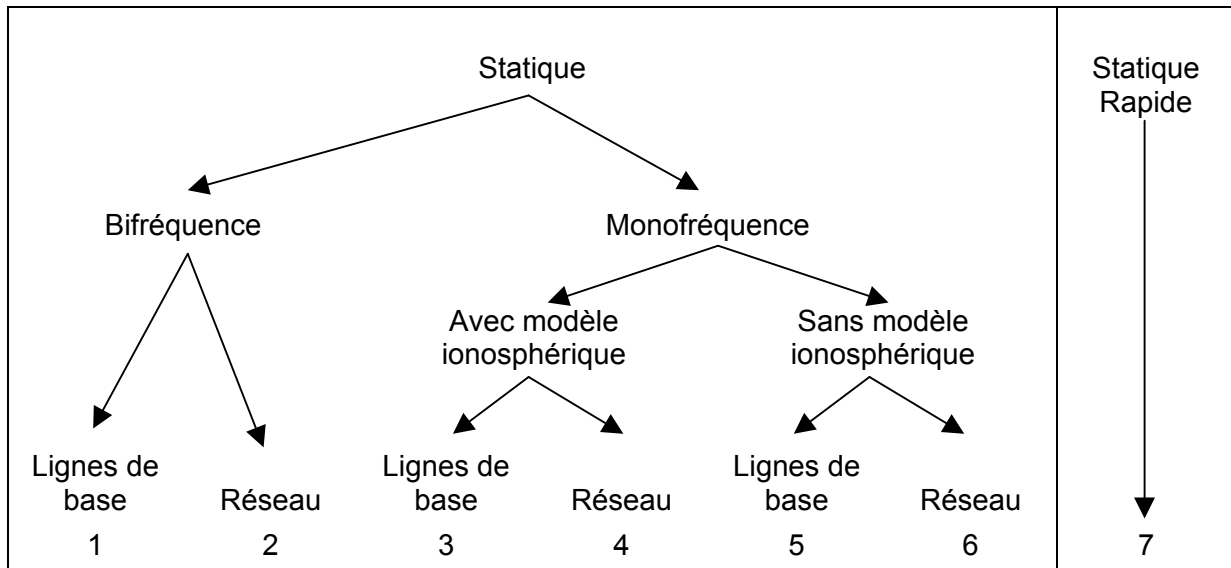 Statique
Statique
Rapide
Bifréquence
Monofréquence
Avec modèle
ionosphérique
Sans modèle
ionosphérique
Lignes de
base
Réseau
Lignes de
base
Réseau
Lignes de
base
Réseau
1
2
3
4
5
6
7